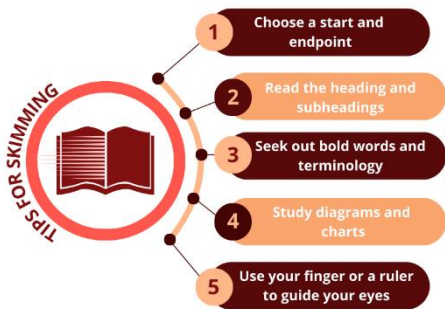 TIPS FOR SKIMMING
1
Choose a start and
endpoint
2
Read the heading and
subheadings
3
Seek out bold words and
terminology
4
Study diagrams and
charts
5
Use your finger or a ruler
to guide your eyes